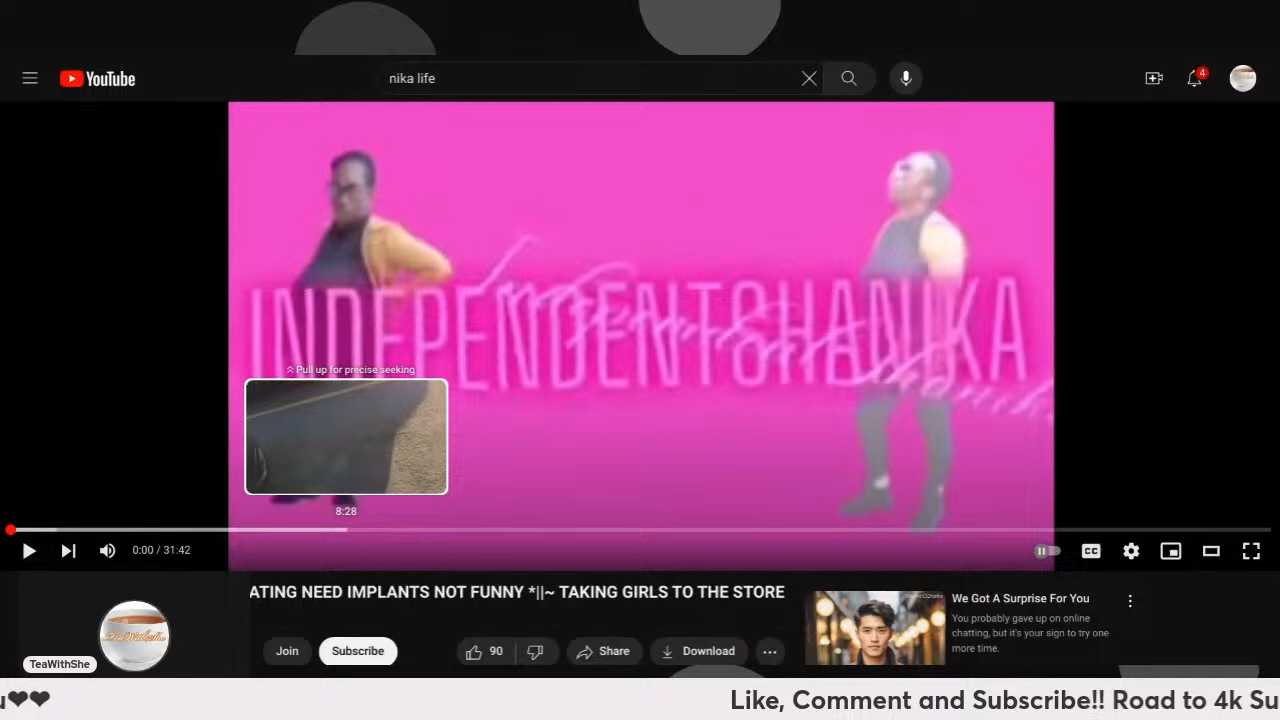 YouTube
nika life
4
INDEPENDENTSHANIKA
Pull up for precise seeking
8:28
0:00 / 31:42
CC
ATING NEED IMPLANTS NOT FUNNY *||~ TAKING GIRLS TO THE STORE
We Got A Surprise For You
You probably gave up on online
chatting, but it's your sign to try one
more time.
TeaWithShe
TeaWithShe
Join
Subscribe
90
Share
Download
u❤❤
Like, Comment and Subscribe!! Road to 4k Su